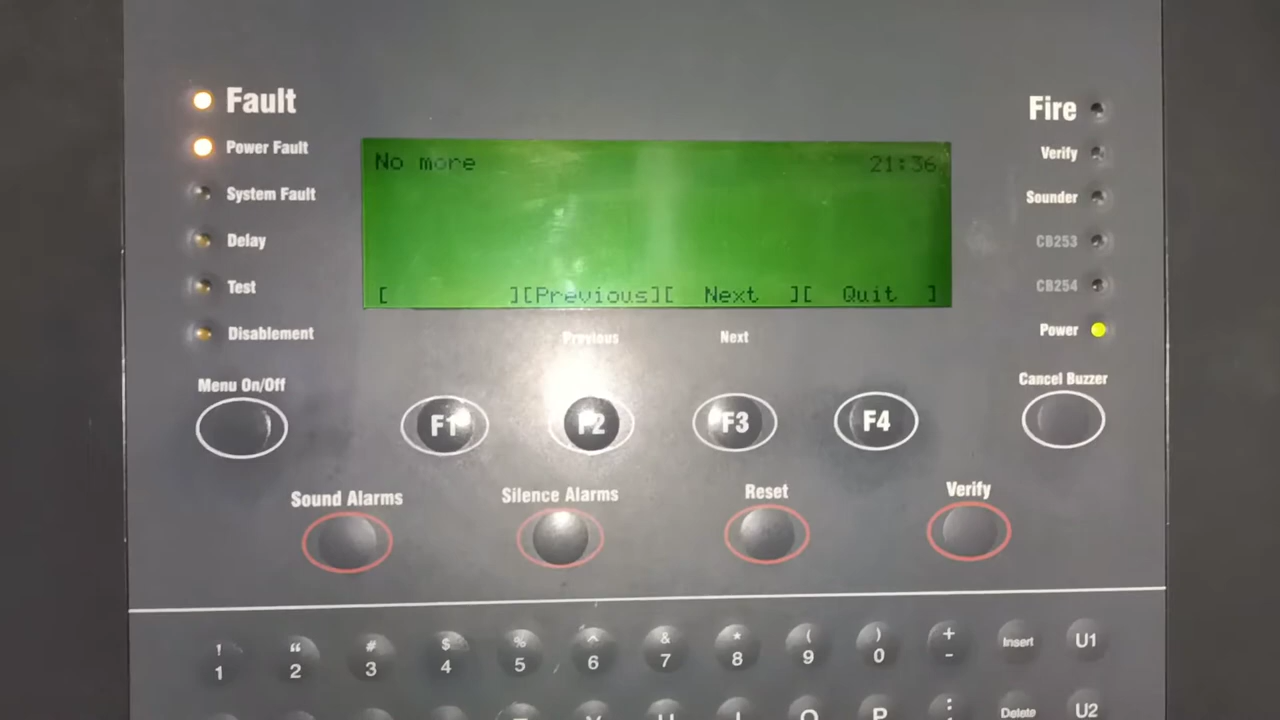 Fault
Power Fault
System Fault
Delay
Test
Disablement
No more 21:36
[ ][Previous][ Next ][ Quit ]
Fire
Verify
Sounder
CB253
CB254
Power
Previous Next
Menu On/Off
F1 F2 F3 F4
Cancel Buzzer
Sound Alarms Silence Alarms Reset Verify
! “ # $ % ^ & * ( ) +
1 2 3 4 5 6 7 8 9 0 - Insert U1
P : Delete U2